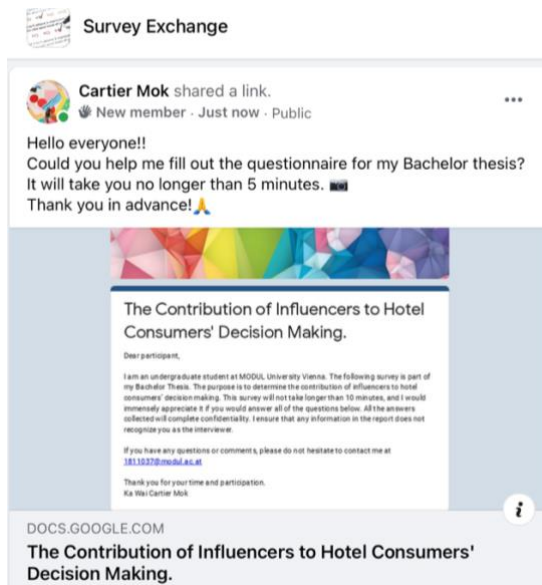 Survey Exchange
Cartier Mok shared a link.
New member · Just now · Public
Hello everyone!!
Could you help me fill out the questionnaire for my Bachelor thesis?
It will take you no longer than 5 minutes.
Thank you in advance!
The Contribution of Influencers to Hotel
Consumers' Decision Making.
Dear participant,
I am an undergraduate student at MODUL University Vienna. The following survey is part of
my Bachelor Thesis. The purpose is to determine the contribution of influencers to hotel
consumers' decision making. This survey will not take longer than 10 minutes, and I would
immensely appreciate it if you would answer all of the questions below. All the answers
collected will complete confidentiality. I ensure that any information in the report does not
recognize you as the interviewer.
If you have any questions or comments, please do not hesitate to contact me at
1811037@modul.ac.at
Thank you for your time and participation.
Ka Wai Cartier Mok
DOCS.GOOGLE.COM
The Contribution of Influencers to Hotel Consumers'
Decision Making.